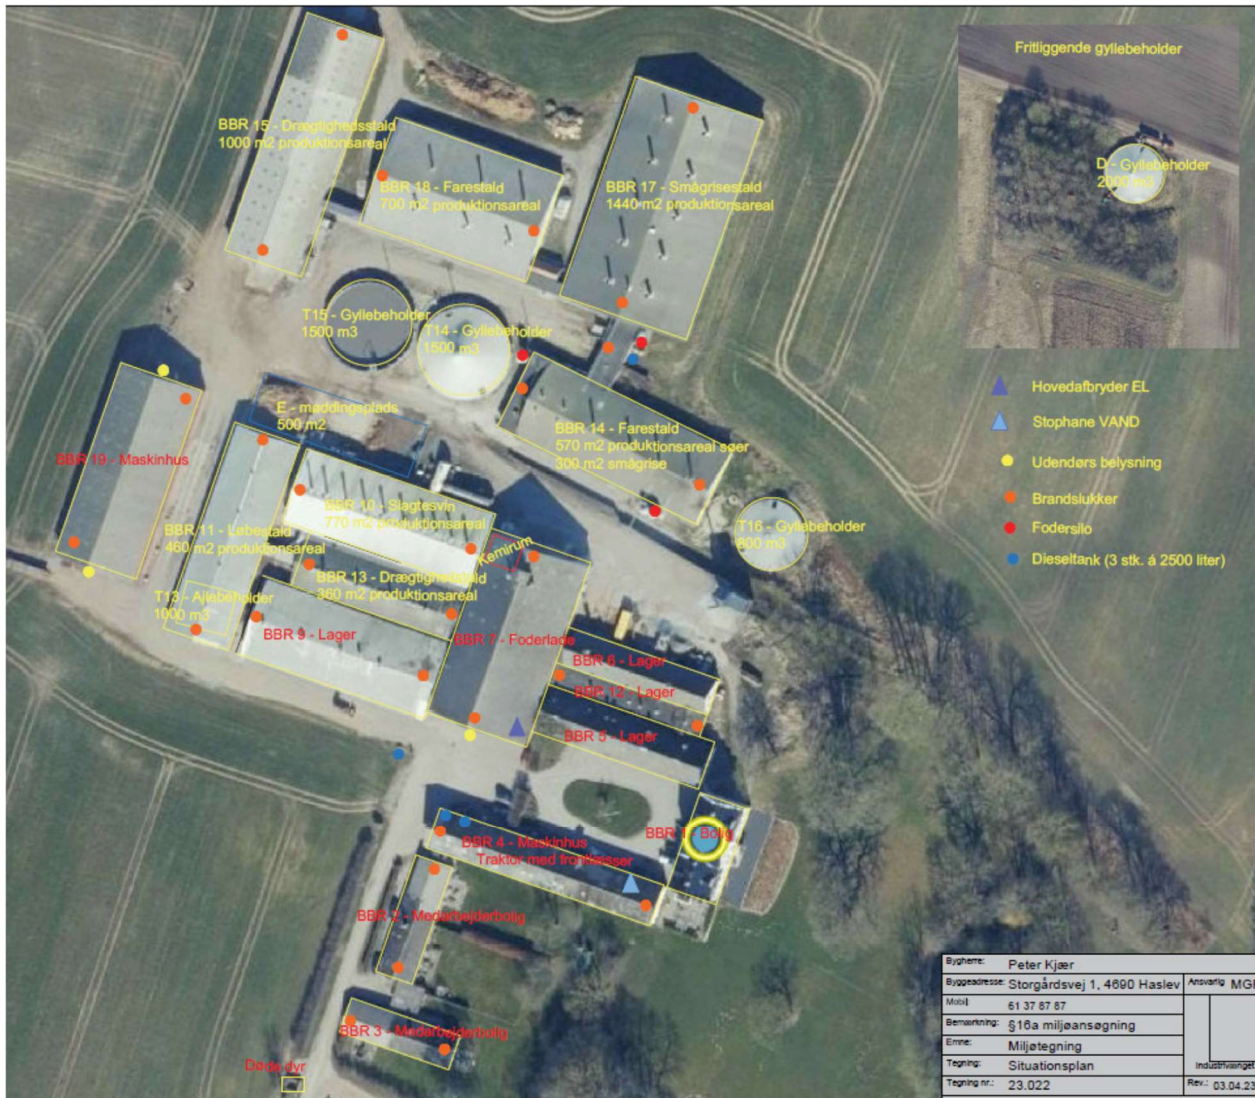 Fritliggende gyllebeholder
D - Gyllebeholder
2000 m3
BBR 15 - Drægtighedsstald
1000 m2 produktionsareal
BBR 18 - Farestald
700 m2 produktionsareal
BBR 17 - Smågrisestald
1440 m2 produktionsareal
T15 - Gyllebeholder
1500 m3
T14 - Gyllebeholder
1500 m3
Hovedafbryder EL
Stophane VAND
Udendørs belysning
Brandslukker
Fodersilo
Dieseltank (3 stk. á 2500 liter)
E - møddingsplads
500 m2
BBR 14 - Farestald
570 m2 produktionsareal søer
300 m2 smågrise
BBR 19 - Maskinhus
BBR 10 - Slagtesvin
770 m2 produktionsareal
BBR 11 - Løbestald
460 m2 produktionsareal
T16 - Gyllebeholder
800 m3
Kemirum
BBR 13 - Drægtighedsstald
360 m2 produktionsareal
T13 - Ajlebeholder
1000 m3
BBR 9 - Lager
BBR 7 - Foderlade
BBR 6 - Lager
BBR 12 - Lager
BBR 5 - Lager
BBR 1 - Bolig
BBR 4 - Maskinhus
Traktor med frontlæsser
BBR 2 - Medarbejderbolig
BBR 3 - Medarbejderbolig
Døde dyr
Bygherre: Peter Kjær
Byggeadresse: Storgårdsvej 1, 4690 Haslev Ansvarlig MG
Mobil: 61 37 87 87
Bemærkning: §16a miljøansøgning
Emne: Miljøtegning
Tegning: Situationsplan Industrivænget
Tegning nr.: 23.022 Rev.: 03.04.23